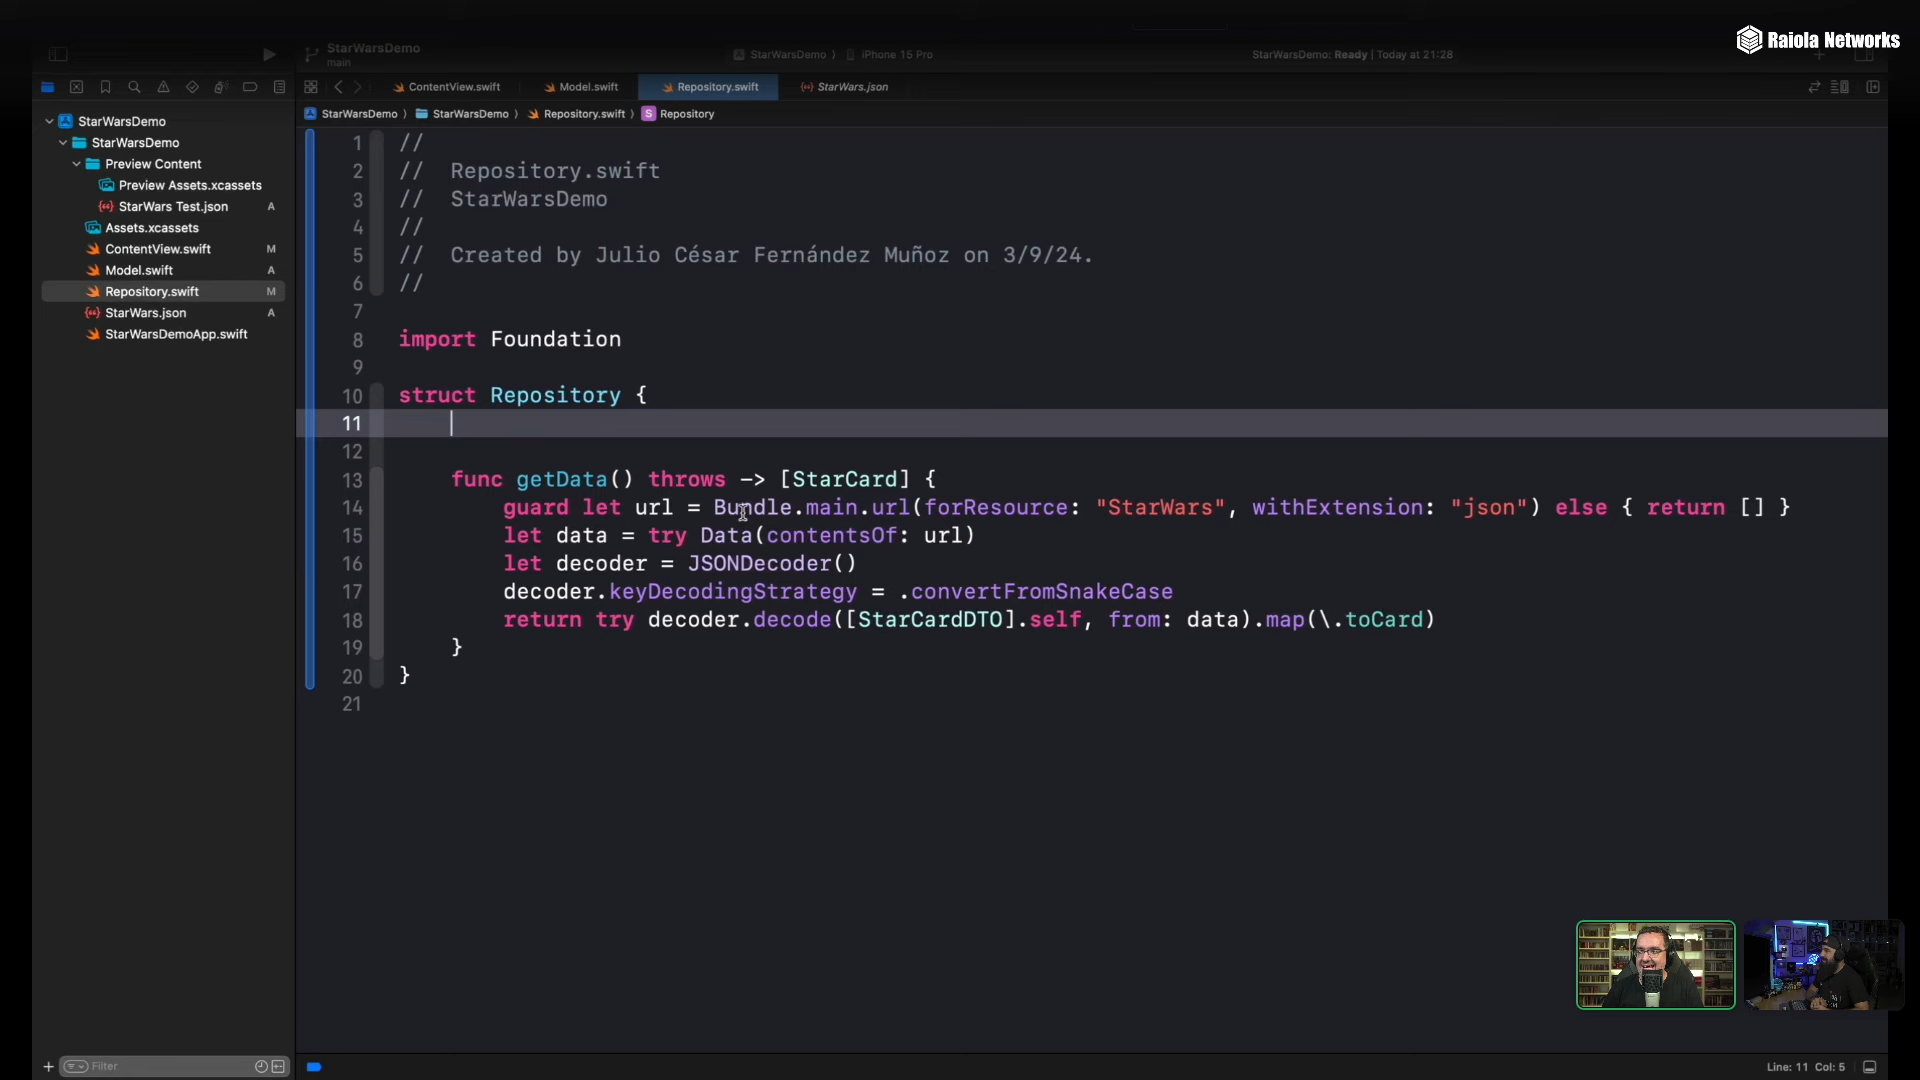 Raiola Networks
StarWarsDemo
main
StarWarsDemo
iPhone 15 Pro
StarWarsDemo: Ready | Today at 21:28
ContentView.swift
Model.swift
Repository.swift
StarWars.json
StarWarsDemo
StarWarsDemo
Repository.swift
S Repository
StarWarsDemo
StarWarsDemo
Preview Content
Preview Assets.xcassets
StarWars Test.json A
Assets.xcassets
ContentView.swift M
Model.swift A
Repository.swift M
StarWars.json A
StarWarsDemoApp.swift
1 //
2 // Repository.swift
3 // StarWarsDemo
4 //
5 // Created by Julio César Fernández Muñoz on 3/9/24.
6 //
7
8 import Foundation
9
10 struct Repository {
11
12
13 func getData() throws -> [StarCard] {
14 guard let url = Bundle.main.url(forResource: "StarWars", withExtension: "json") else { return [] }
15 let data = try Data(contentsOf: url)
16 let decoder = JSONDecoder()
17 decoder.keyDecodingStrategy = .convertFromSnakeCase
18 return try decoder.decode([StarCardDTO].self, from: data).map(\.toCard)
19 }
20 }
21
Filter
Line: 11 Col: 5